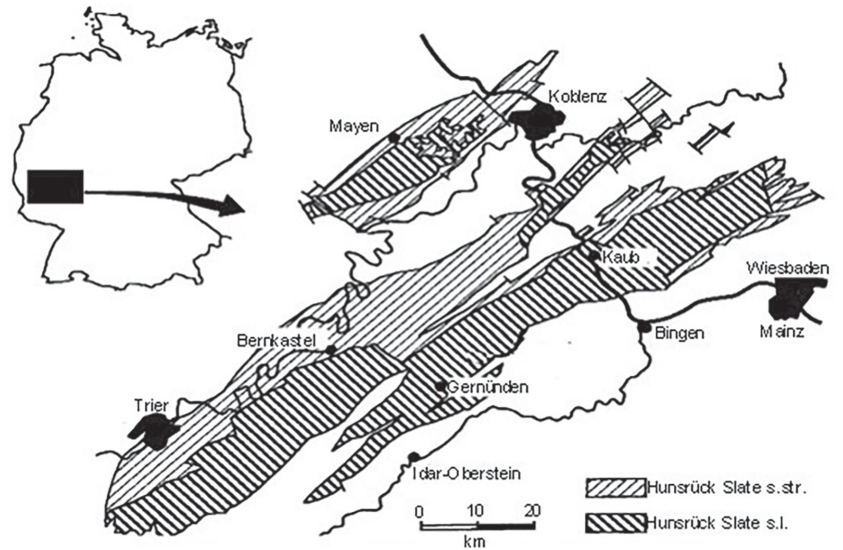 Koblenz
Mayen
Kaub
Wiesbaden
Mainz
Bingen
Bernkastel
Gernünden
Trier
Idar-Oberstein
Hunsrück Slate s.str.
Hunsrück Slate s.l.
0 10 20
km